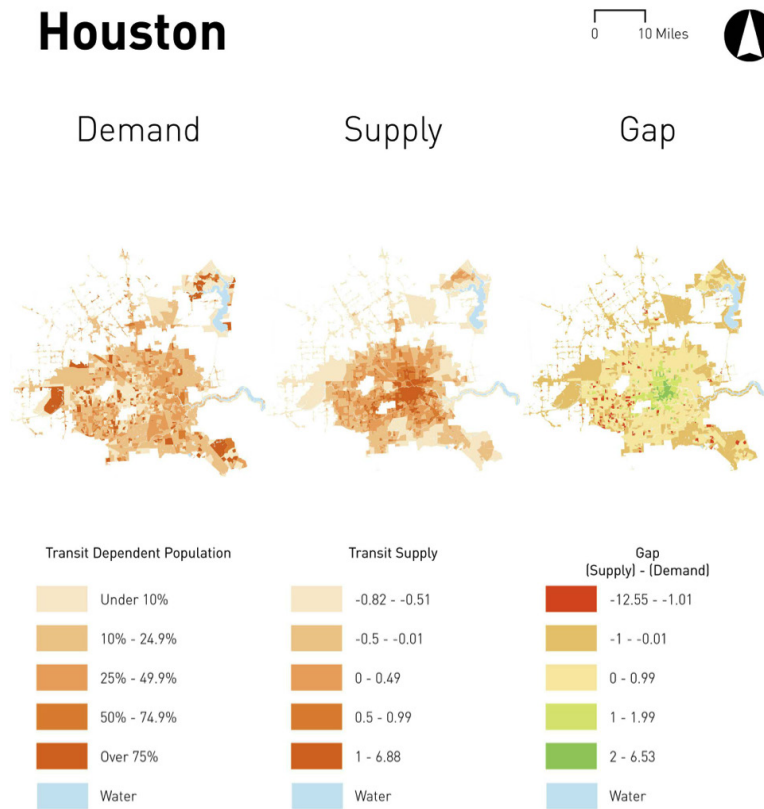 Houston
0 10 Miles
Demand
Supply
Gap
Transit Dependent Population
Under 10%
10% - 24.9%
25% - 49.9%
50% - 74.9%
Over 75%
Water
Transit Supply
-0.82 - -0.51
-0.5 - -0.01
0 - 0.49
0.5 - 0.99
1 - 6.88
Water
Gap
(Supply) - (Demand)
-12.55 - -1.01
-1 - -0.01
0 - 0.99
1 - 1.99
2 - 6.53
Water